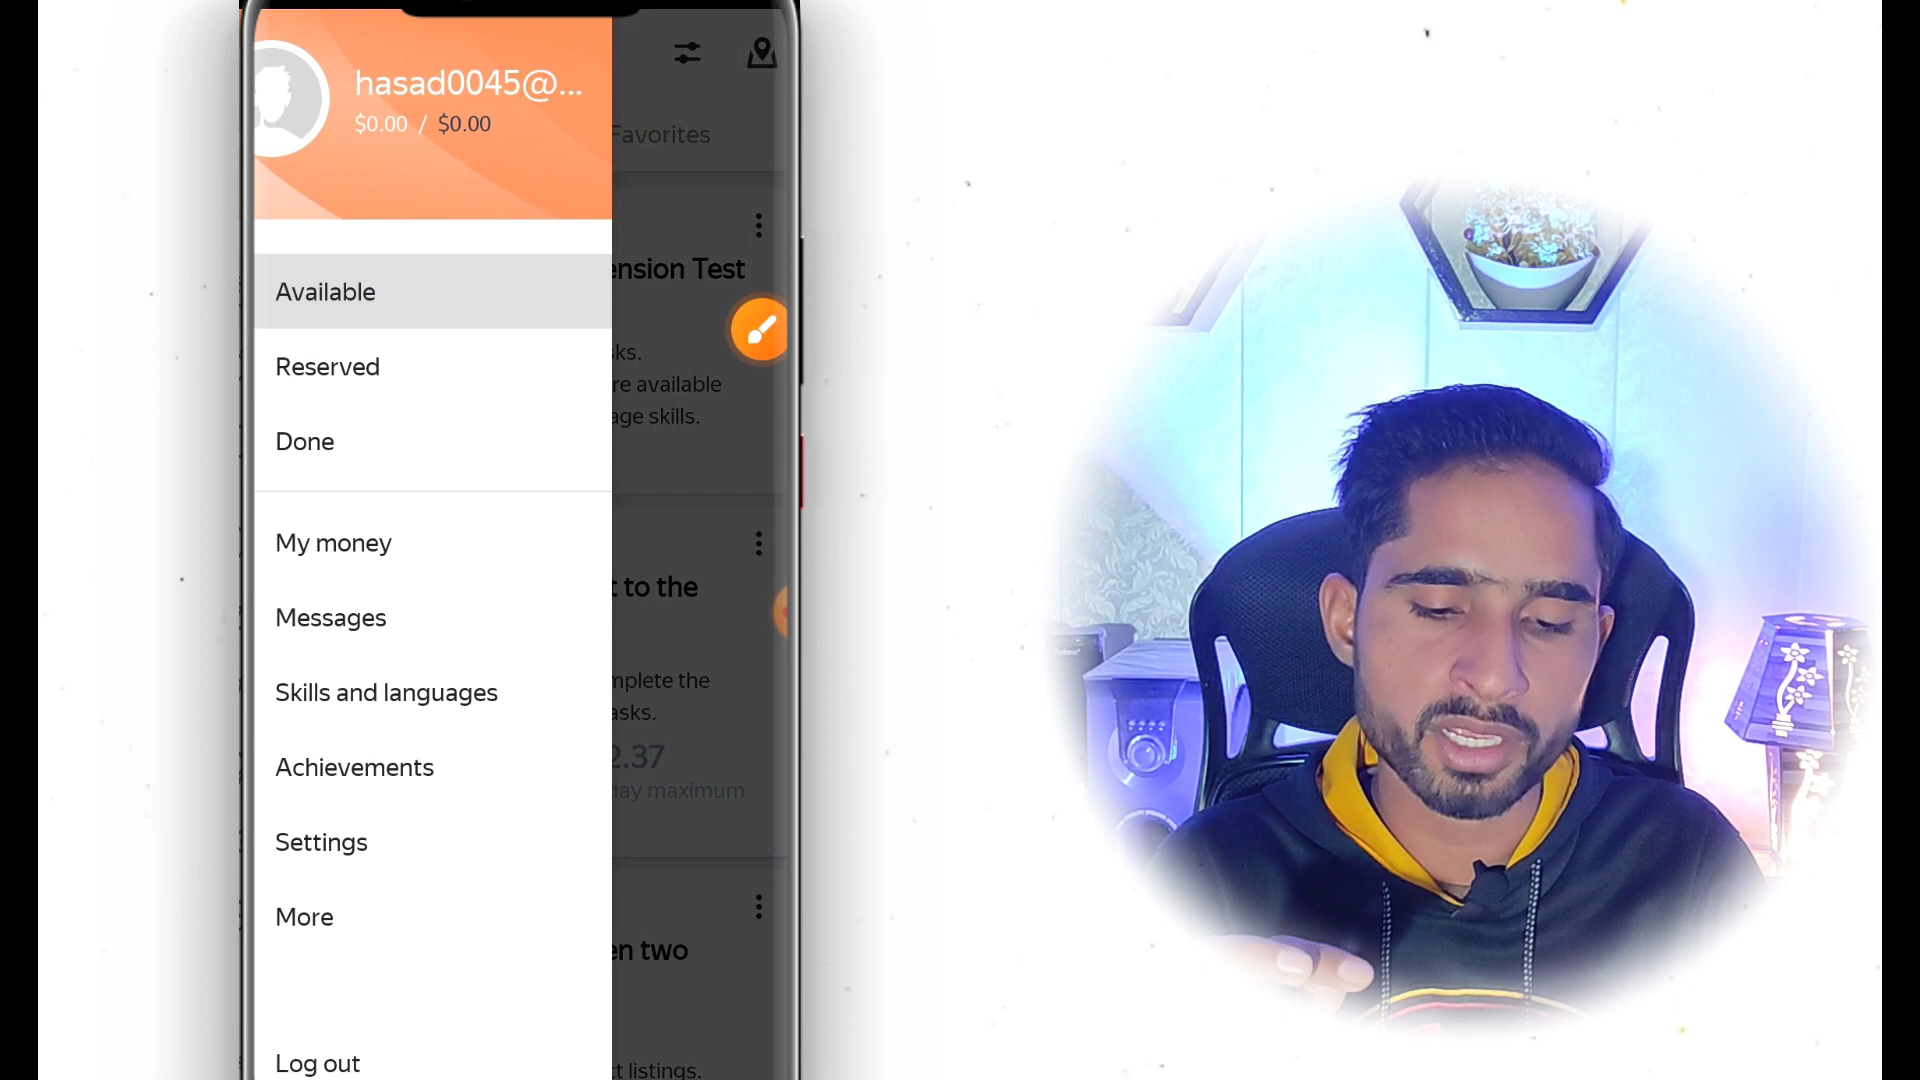 hasad0045@...
$0.00 / $0.00
Favorites
Available
Reserved
Done
My money
Messages
Skills and languages
Achievements
Settings
More
Log out
ension Test
ks.
re available
age skills.
t to the
mplete the
asks.
2.37
day maximum
en two
t listings.